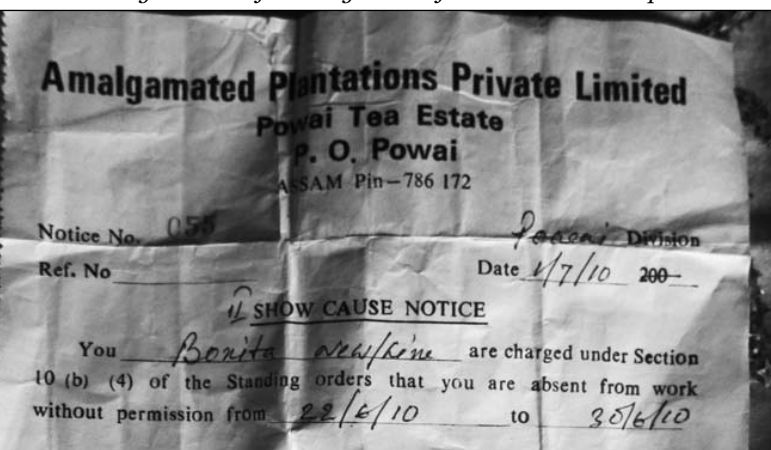 Amalgamated Plantations Private Limited
Powai Tea Estate
P. O. Powai
ASSAM Pin-786 172
Notice No. 055
Powai Division
Ref. No
Date 1/7/10 200
SHOW CAUSE NOTICE
You Bonita are charged under Section
10 (b) (4) of the Standing orders that you are absent from work
without permission from 22/6/10 to 30/6/10